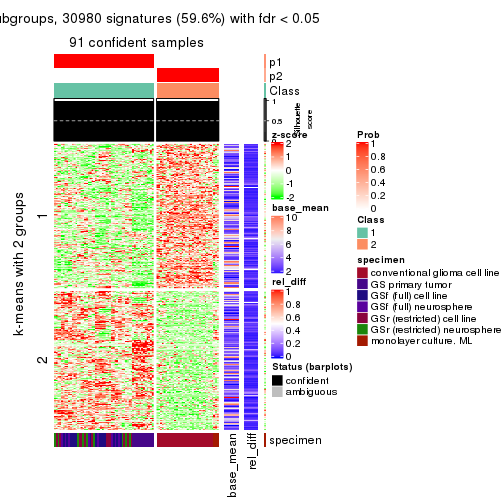 ubgroups, 30980 signatures (59.6%) with fdr < 0.05
91 confident samples
p1
p2
Class
1
0.5
0
Silhouette
score
k-means with 2 groups
1
2
z-score
2
1
0
-1
-2
base_mean
10
8
6
4
2
rel_diff
1
0.8
0.6
0.4
0.2
0
Status (barplots)
confident
ambiguous
Prob
1
0.8
0.6
0.4
0.2
0
Class
1
2
specimen
conventional glioma cell line
GS primary tumor
GSf (full) cell line
GSf (full) neurosphere
GSr (restricted) cell line
GSr (restricted) neurosphere
monolayer culture. ML
specimen
base_mean
rel_diff